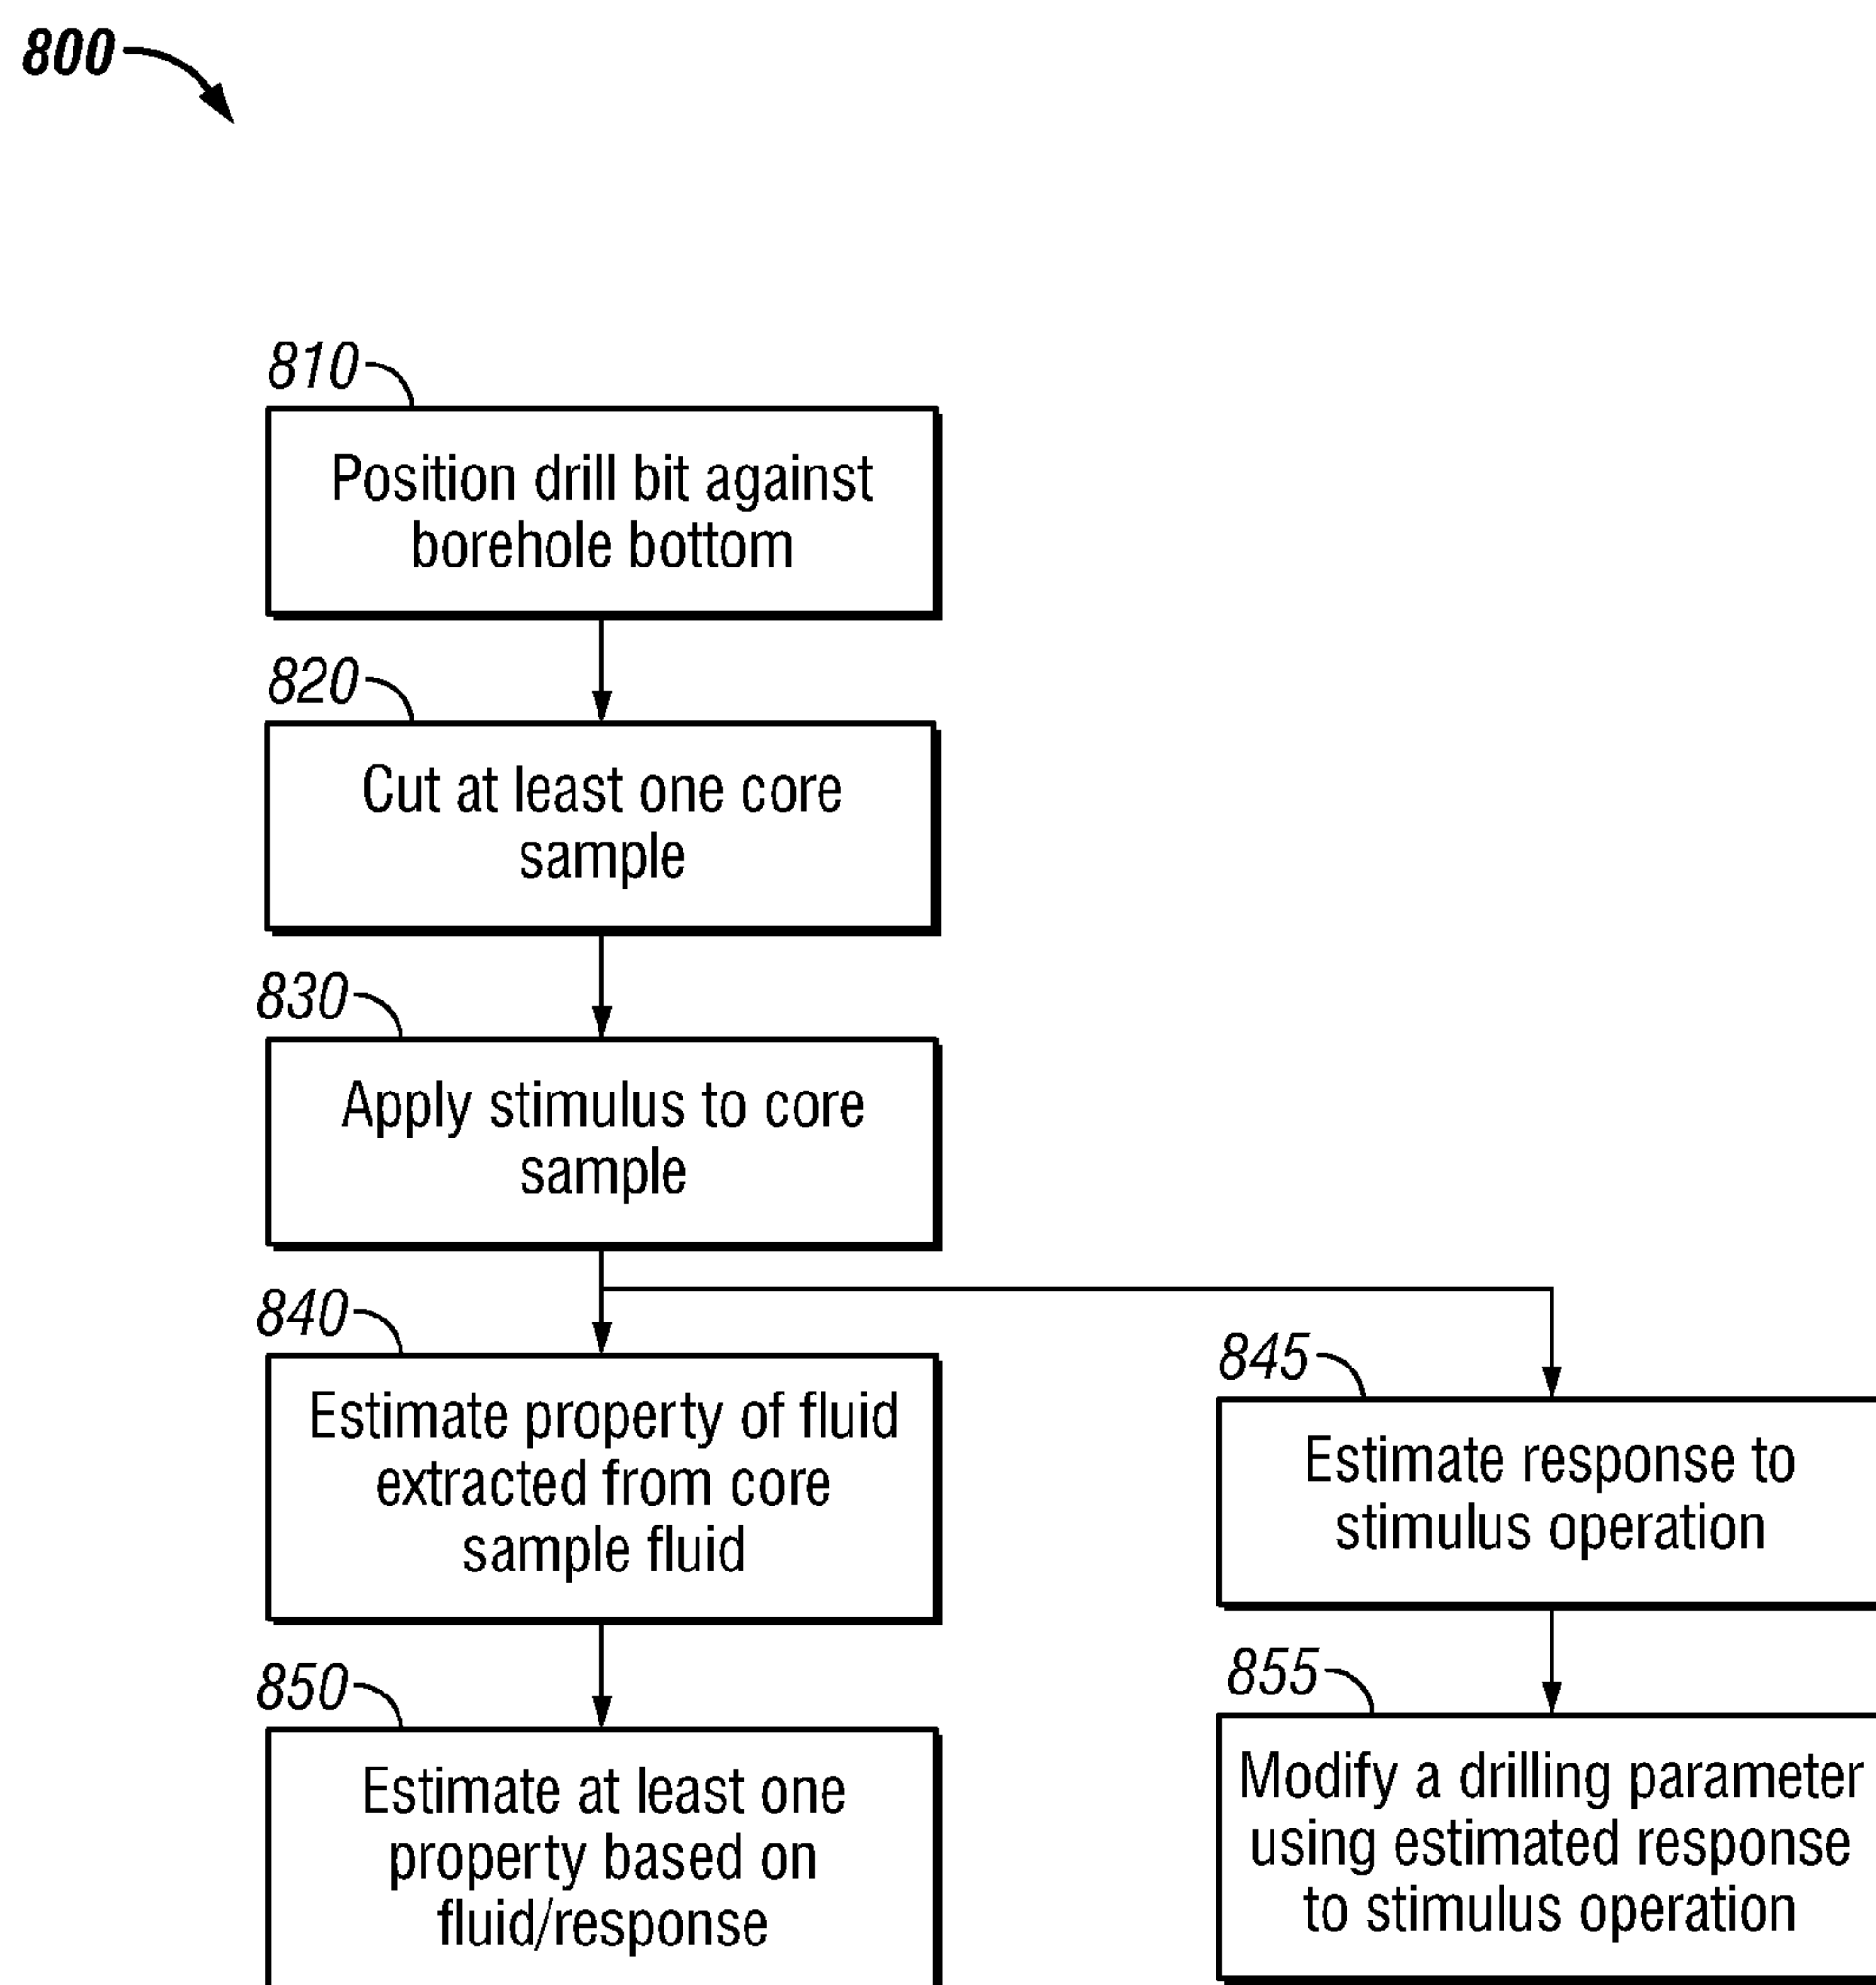 800
810
Position drill bit against
borehole bottom
820
Cut at least one core
sample
830
Apply stimulus to core
sample
840
Estimate property of fluid
extracted from core
sample fluid
845
Estimate response to
stimulus operation
850
Estimate at least one
property based on
fluid/response
855
Modify a drilling parameter
using estimated response
to stimulus operation